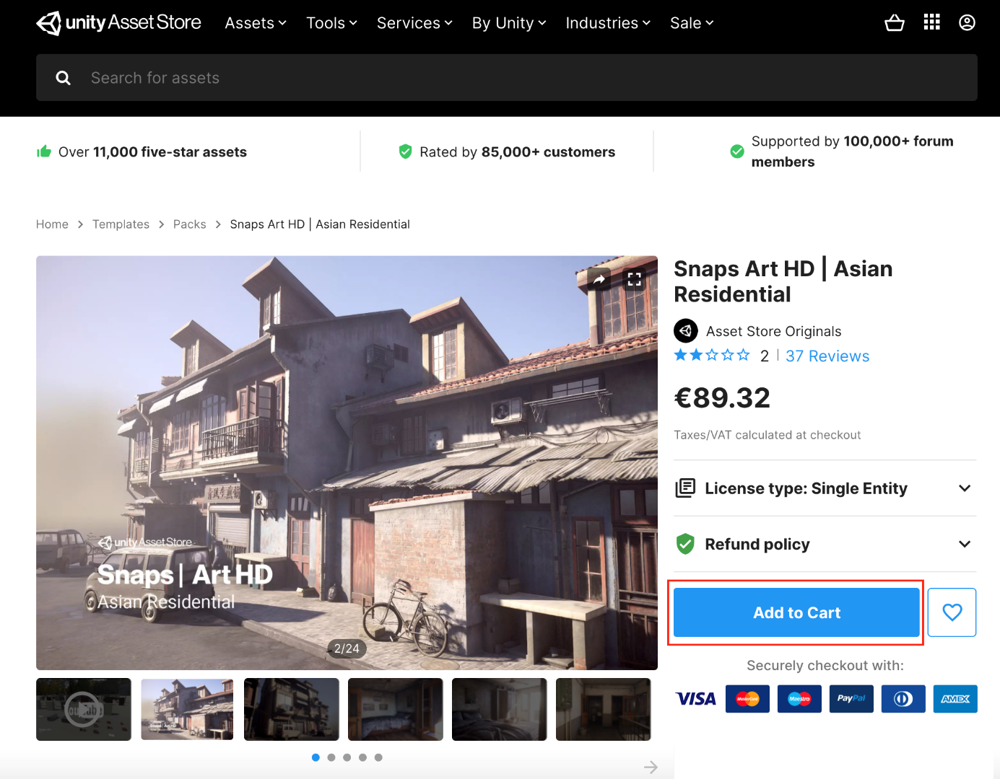 unity Asset Store
Assets Tools Services By Unity Industries Sale
Search for assets
Over 11,000 five-star assets
Rated by 85,000+ customers
Supported by 100,000+ forum
members
Home > Templates > Packs > Snaps Art HD | Asian Residential
unity Asset Store
Snaps | Art HD
Asian Residential
2/24
Snaps Art HD | Asian
Residential
Asset Store Originals
2 | 37 Reviews
€89.32
Taxes/VAT calculated at checkout
License type: Single Entity
Refund policy
Add to Cart
Securely checkout with:
VISA MasterCard Maestro PayPal AMEX